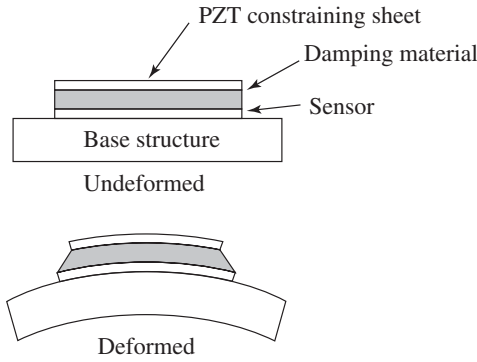 PZT constraining sheet
Damping material
Sensor
Base structure
Undeformed
Deformed